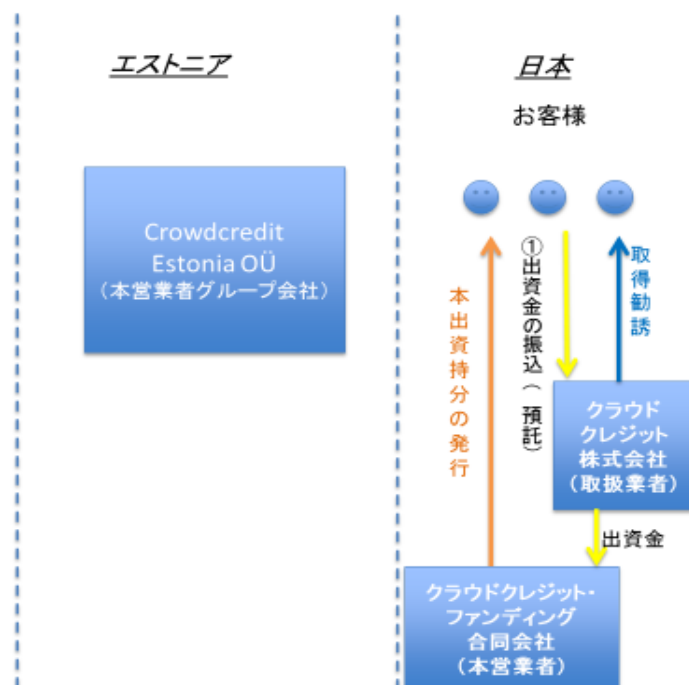 エストニア
日本
お客様
Crowdcredit
Estonia OÜ
(本営業者グループ会社)
本出資持分の発行
①出資金の振込(預託)
取得勧誘
クラウド
クレジット
株式会社
(取扱業者)
出資金
クラウドクレジット・
ファンディング
合同会社
(本営業者)